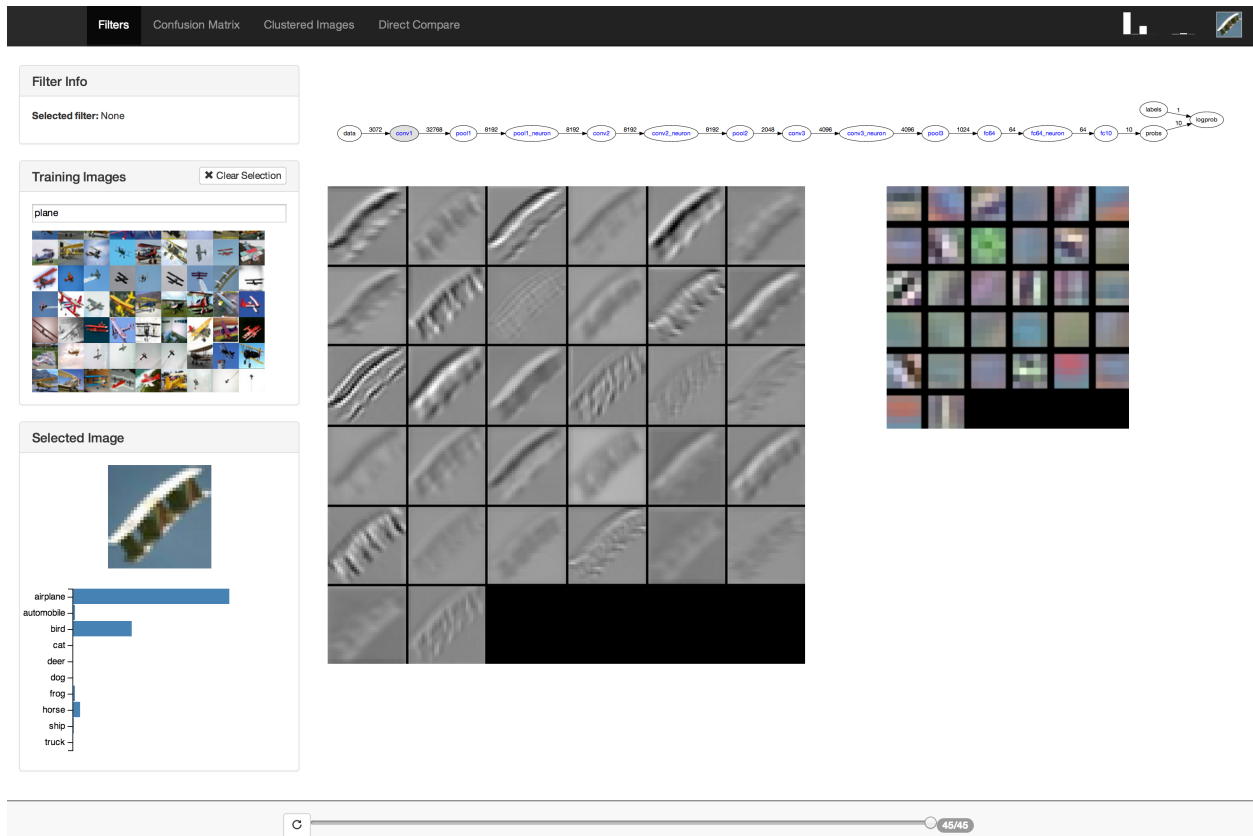 Filters Confusion Matrix Clustered Images Direct Compare
Filter Info
Selected filter: None
Training Images
✖ Clear Selection
plane
Selected Image
airplane
automobile
bird
cat
deer
dog
frog
horse
ship
truck
labels 1
data 3072 conv1 32768 pool1 8192 pool1_neuron 8192 conv2 8192 conv2_neuron 8192 pool2 2048 conv3 4096 conv3_neuron 4096 pool3 1024 fc64 64 fc64_neuron 64 fc10 10 probs 10 logprob
45/45